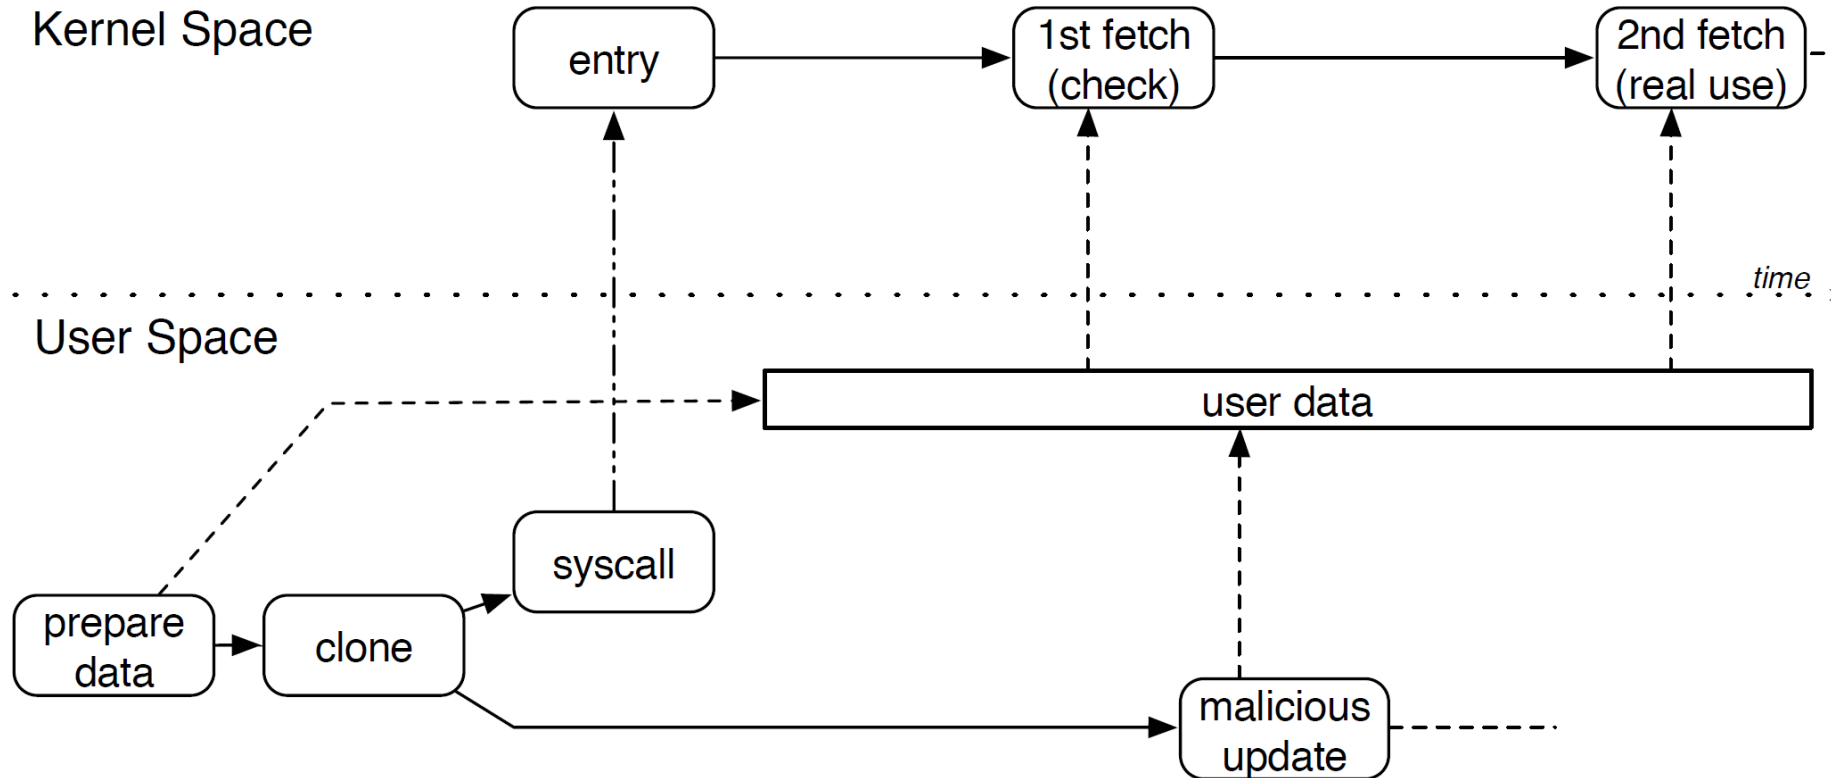 Kernel Space
entry
1st fetch
(check)
2nd fetch
(real use)
time
User Space
user data
syscall
prepare
data
clone
malicious
update